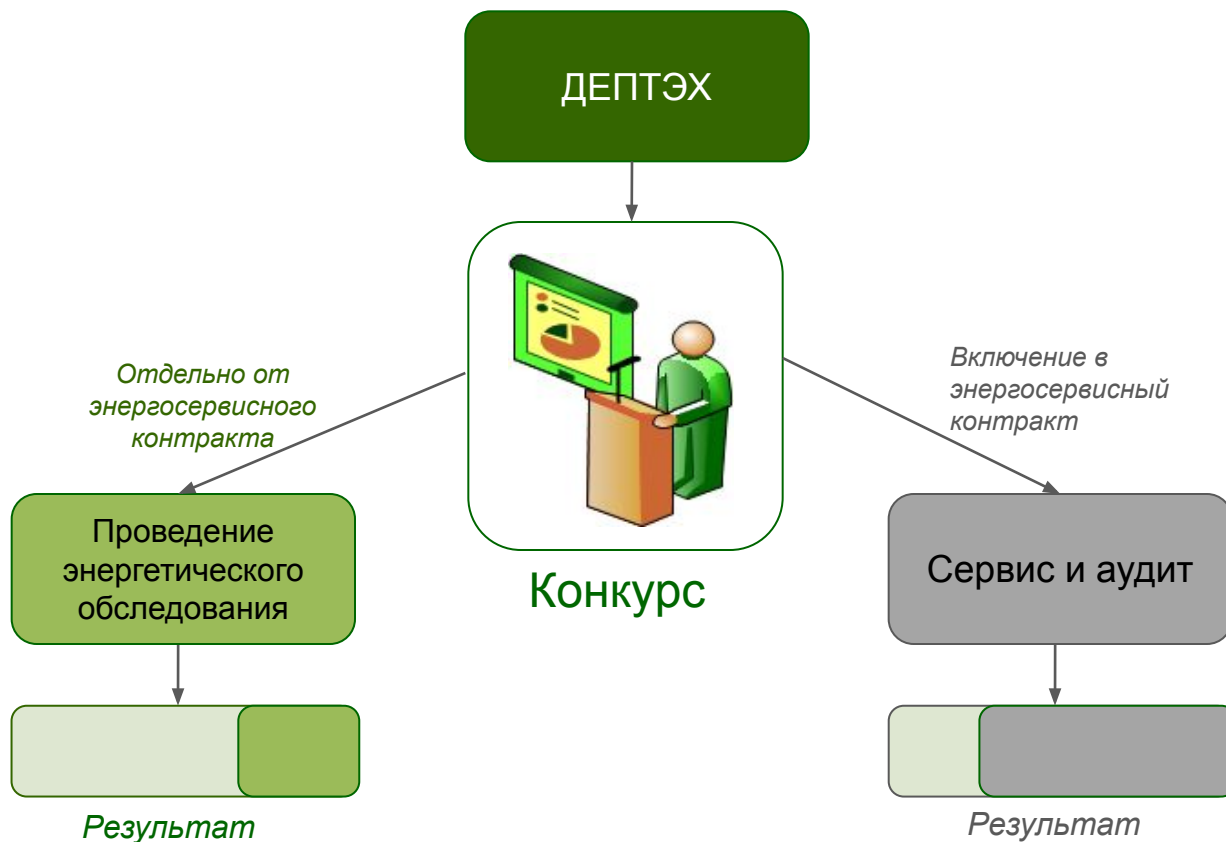 ДЕПТЭХ
Отдельно от
энергосервисного
контракта
Включение в
энергосервисный
контракт
Проведение
энергетического
обследования
Конкурс
Сервис и аудит
Результат
Результат